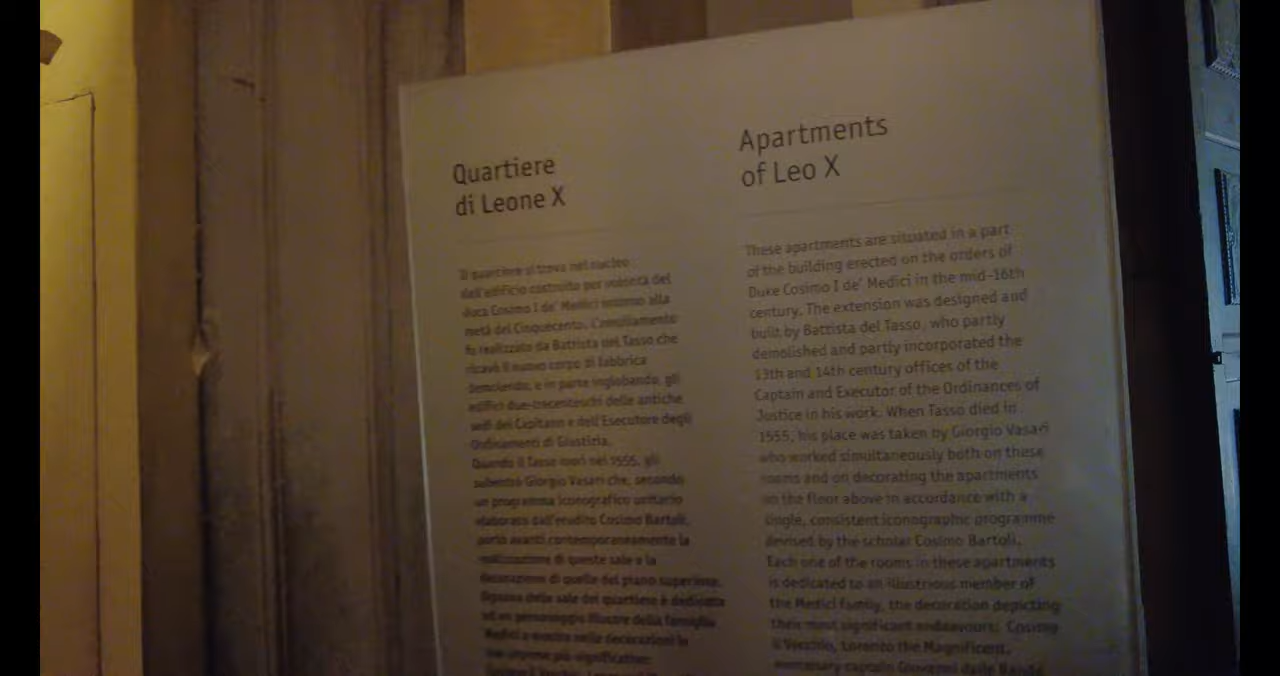 Quartiere
di Leone X
Il quartiere si trova nel nucleo
dell'edificio costruito per volontà del
duca Cosimo I de' Medici intorno alla
metà del Cinquecento. L'ampliamento
fu realizzato da Battista del Tasso che
ricavò il nuovo corpo di fabbrica
demolendo, e in parte inglobando, gli
edifici due-trecenteschi delle antiche
sedi del Capitano e dell'Esecutore degli
Ordinamenti di Giustizia.
Quando il Tasso morì nel 1555, gli
subentrò Giorgio Vasari che, secondo
un programma iconografico unitario
elaborato dall'erudito Cosimo Bartoli,
portò avanti contemporaneamente la
realizzazione di queste sale e la
decorazione di quelle del piano superiore.
Ognuna delle sale del quartiere è dedicata
ad un personaggio illustre della famiglia
Medici e mostra nelle decorazioni le
sue imprese più significative:
Apartments
of Leo X
These apartments are situated in a part
of the building erected on the orders of
Duke Cosimo I de' Medici in the mid-16th
century. The extension was designed and
built by Battista del Tasso, who partly
demolished and partly incorporated the
13th and 14th century offices of the
Captain and Executor of the Ordinances of
Justice in his work. When Tasso died in
1555, his place was taken by Giorgio Vasari
who worked simultaneously both on these
rooms and on decorating the apartments
on the floor above in accordance with a
single, consistent iconographic programme
devised by the scholar Cosimo Bartoli.
Each one of the rooms in these apartments
is dedicated to an illustrious member of
the Medici family, the decoration depicting
their most significant endeavours: Cosimo
il Vecchio, Lorenzo the Magnificent,
mercenary captain Giovanni dalle Bande